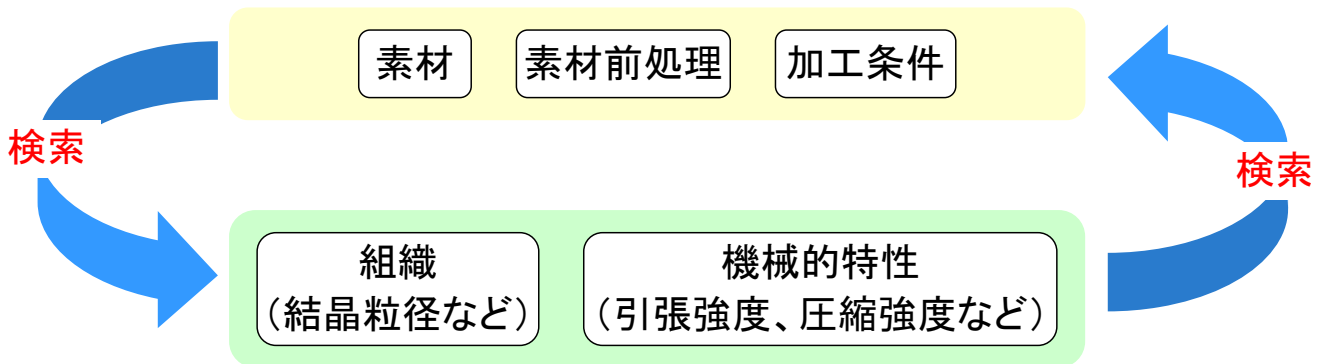 素材
素材前処理
加工条件
検索
検索
組織
（結晶粒径など）
機械的特性
（引張強度、圧縮強度など）